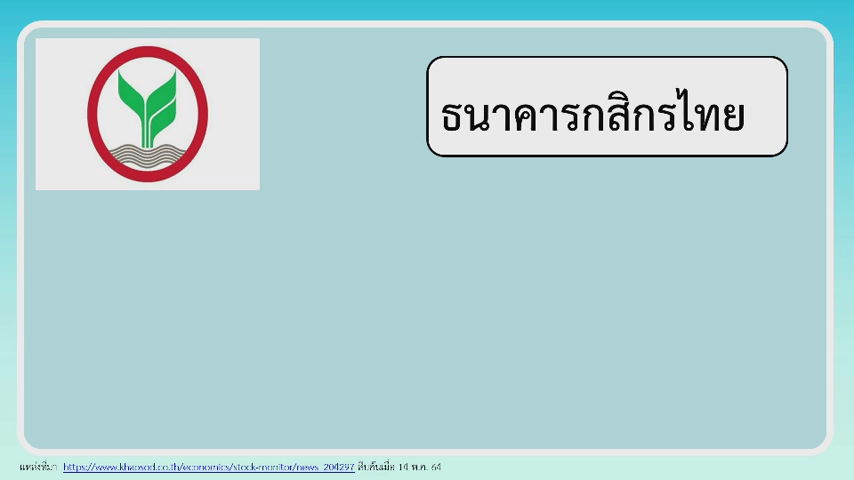 ธนาคารกสิกรไทย
แหล่งที่มา https://www.khaosod.co.th/economics/stock-monitor/news_204297 สืบค้นเมื่อ 14 พ.ค. 64